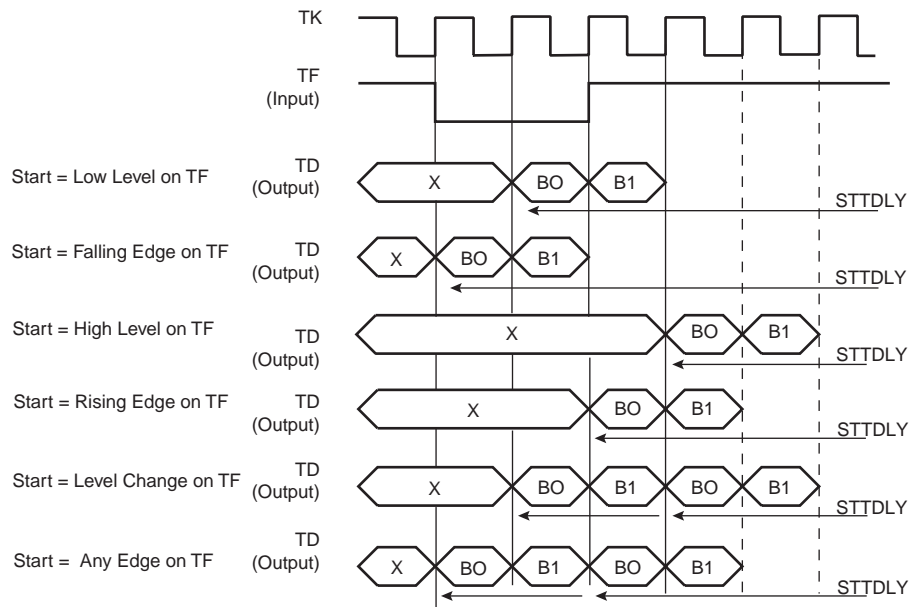 TK
TF
(Input)
Start = Low Level on TF
TD
(Output)
X
BO
B1
STTDLY
Start = Falling Edge on TF
TD
(Output)
X
BO
B1
STTDLY
Start = High Level on TF
TD
(Output)
X
BO
B1
STTDLY
Start = Rising Edge on TF
TD
(Output)
X
BO
B1
STTDLY
Start = Level Change on TF
TD
(Output)
X
BO
B1
BO
B1
STTDLY
Start = Any Edge on TF
TD
(Output)
X
BO
B1
BO
B1
STTDLY